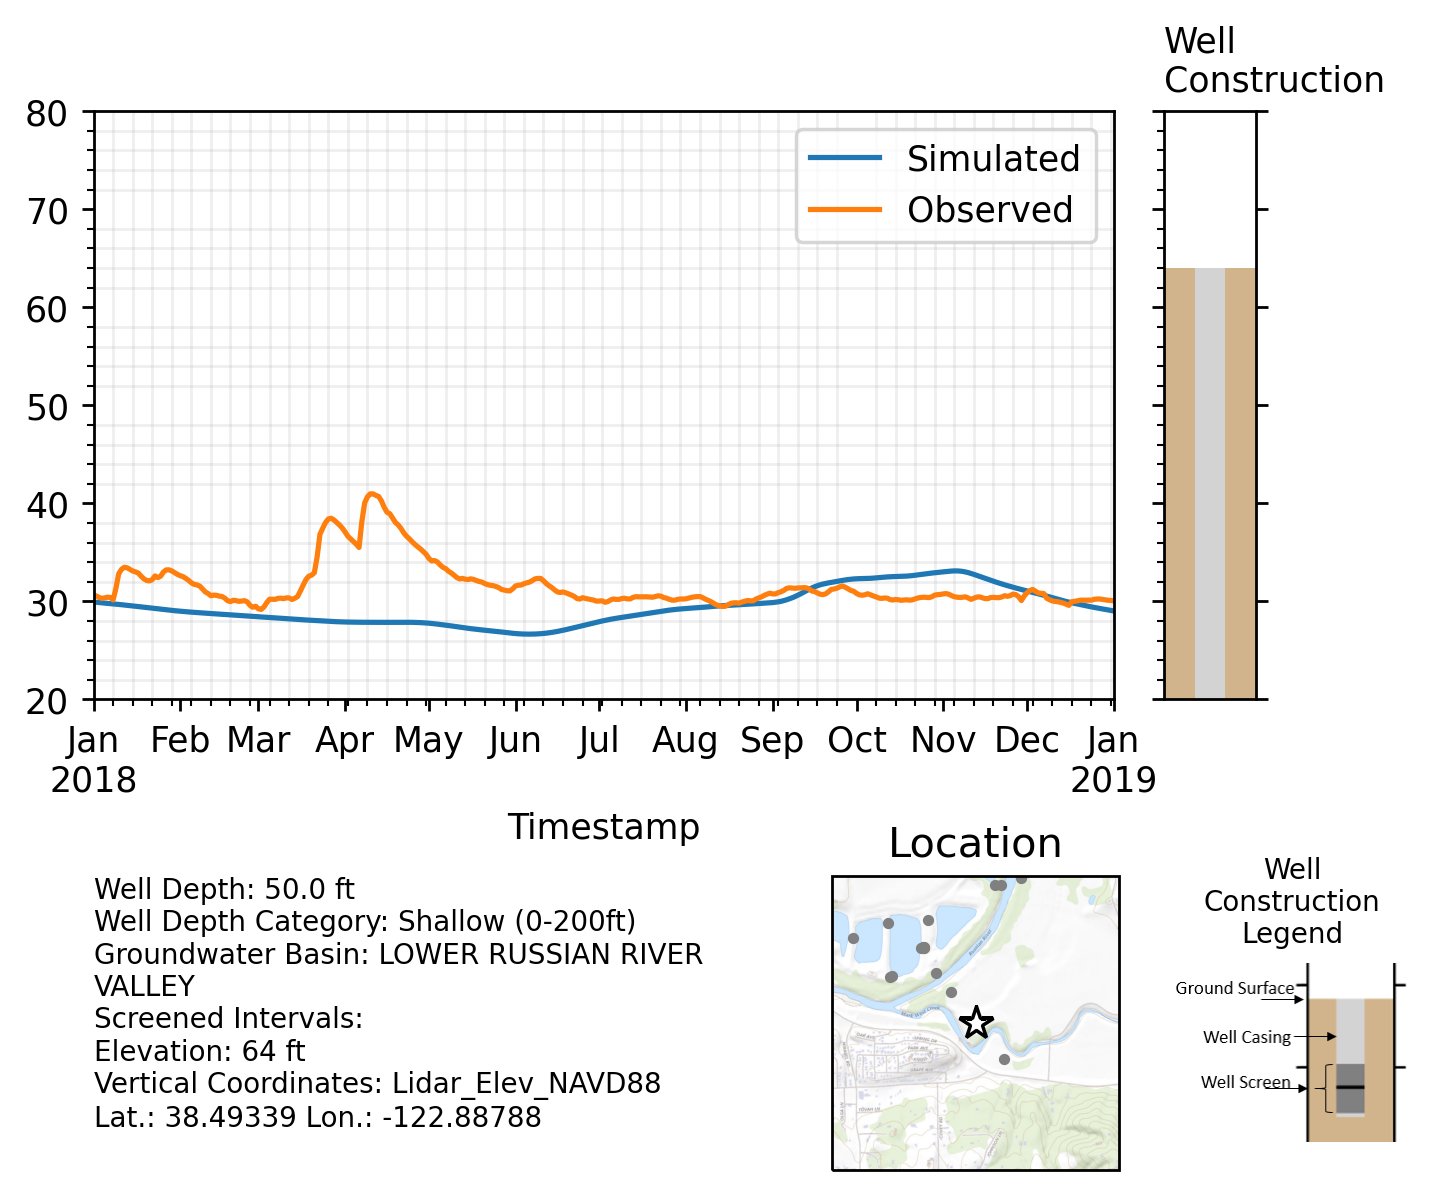 Well
Construction
80
70
60
50
40
30
20
Simulated
Observed
Jan Feb Mar Apr May Jun Jul Aug Sep Oct Nov Dec Jan
2018 2019
Timestamp
Well Depth: 50.0 ft
Well Depth Category: Shallow (0-200ft)
Groundwater Basin: LOWER RUSSIAN RIVER
VALLEY
Screened Intervals:
Elevation: 64 ft
Vertical Coordinates: Lidar_Elev_NAVD88
Lat.: 38.49339 Lon.: -122.88788
Location
Well
Construction
Legend
Ground Surface
Well Casing
Well Screen